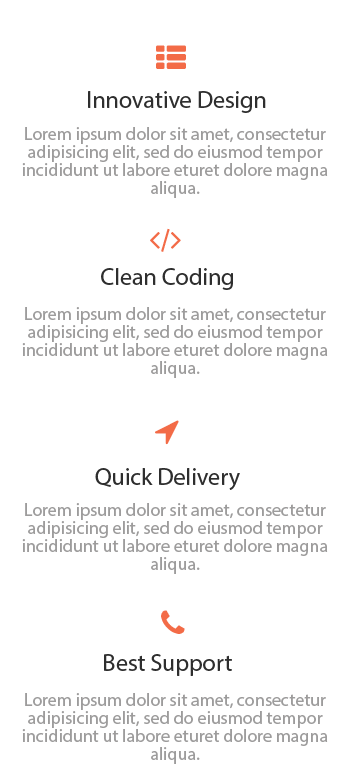 Innovative Design
Lorem ipsum dolor sit amet, consectetur
adipisicing elit, sed do eiusmod tempor
incididunt ut labore eturet dolore magna
aliqua.
Clean Coding
Lorem ipsum dolor sit amet, consectetur
adipisicing elit, sed do eiusmod tempor
incididunt ut labore eturet dolore magna
aliqua.
Quick Delivery
Lorem ipsum dolor sit amet, consectetur
adipisicing elit, sed do eiusmod tempor
incididunt ut labore eturet dolore magna
aliqua.
Best Support
Lorem ipsum dolor sit amet, consectetur
adipisicing elit, sed do eiusmod tempor
incididunt ut labore eturet dolore magna
aliqua.